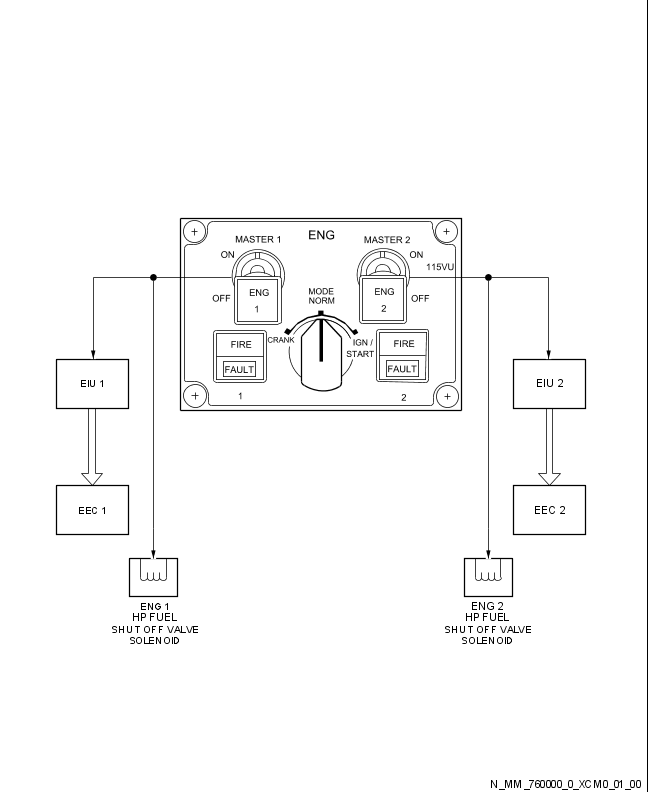 ENG
MASTER 1
MASTER 2
ON
ON
115VU
OFF
ENG
1
MODE
NORM
ENG
2
OFF
CRANK
IGN /
START
FIRE
FAULT
1
FIRE
FAULT
2
EIU 1
EIU 2
EEC 1
EEC 2
ENG 1
HP FUEL
SHUT OFF VALVE
SOLENOID
ENG 2
HP FUEL
SHUT OFF VALVE
SOLENOID
N_MM_760000_0_XCM0_01_00